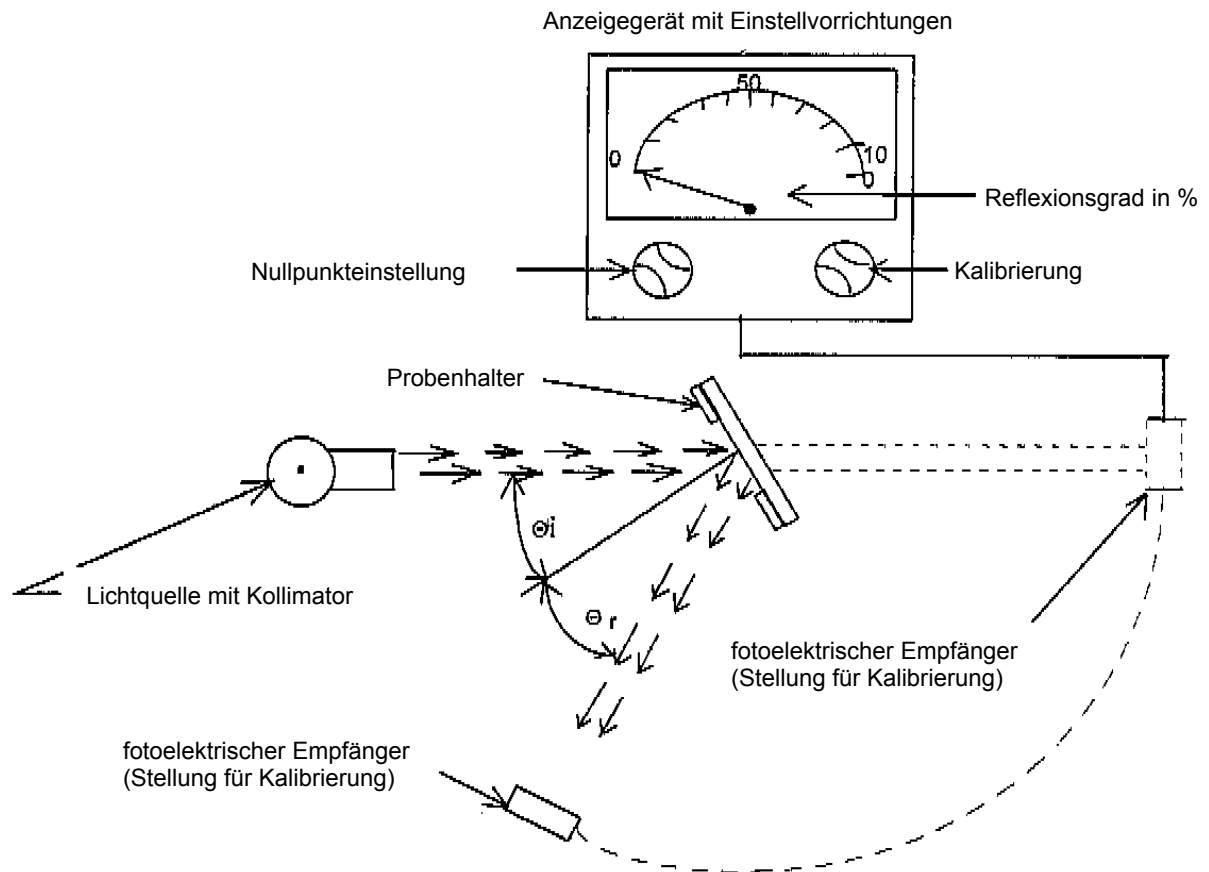 Anzeigegerät mit Einstellvorrichtungen
50
0
10
0
Reflexionsgrad in %
Nullpunkteinstellung
Kalibrierung
Probenhalter
Θi
Θ r
Lichtquelle mit Kollimator
fotoelektrischer Empfänger
(Stellung für Kalibrierung)
fotoelektrischer Empfänger
(Stellung für Kalibrierung)